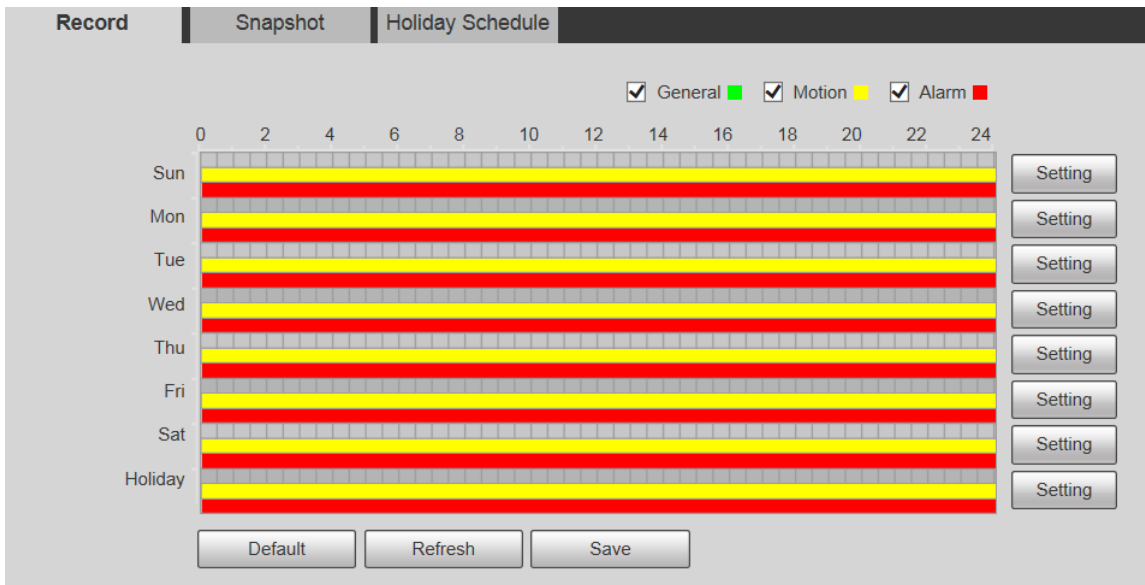 Record Snapshot Holiday Schedule
General Motion Alarm
0 2 4 6 8 10 12 14 16 18 20 22 24
Sun Setting
Mon Setting
Tue Setting
Wed Setting
Thu Setting
Fri Setting
Sat Setting
Holiday Setting
Default Refresh Save